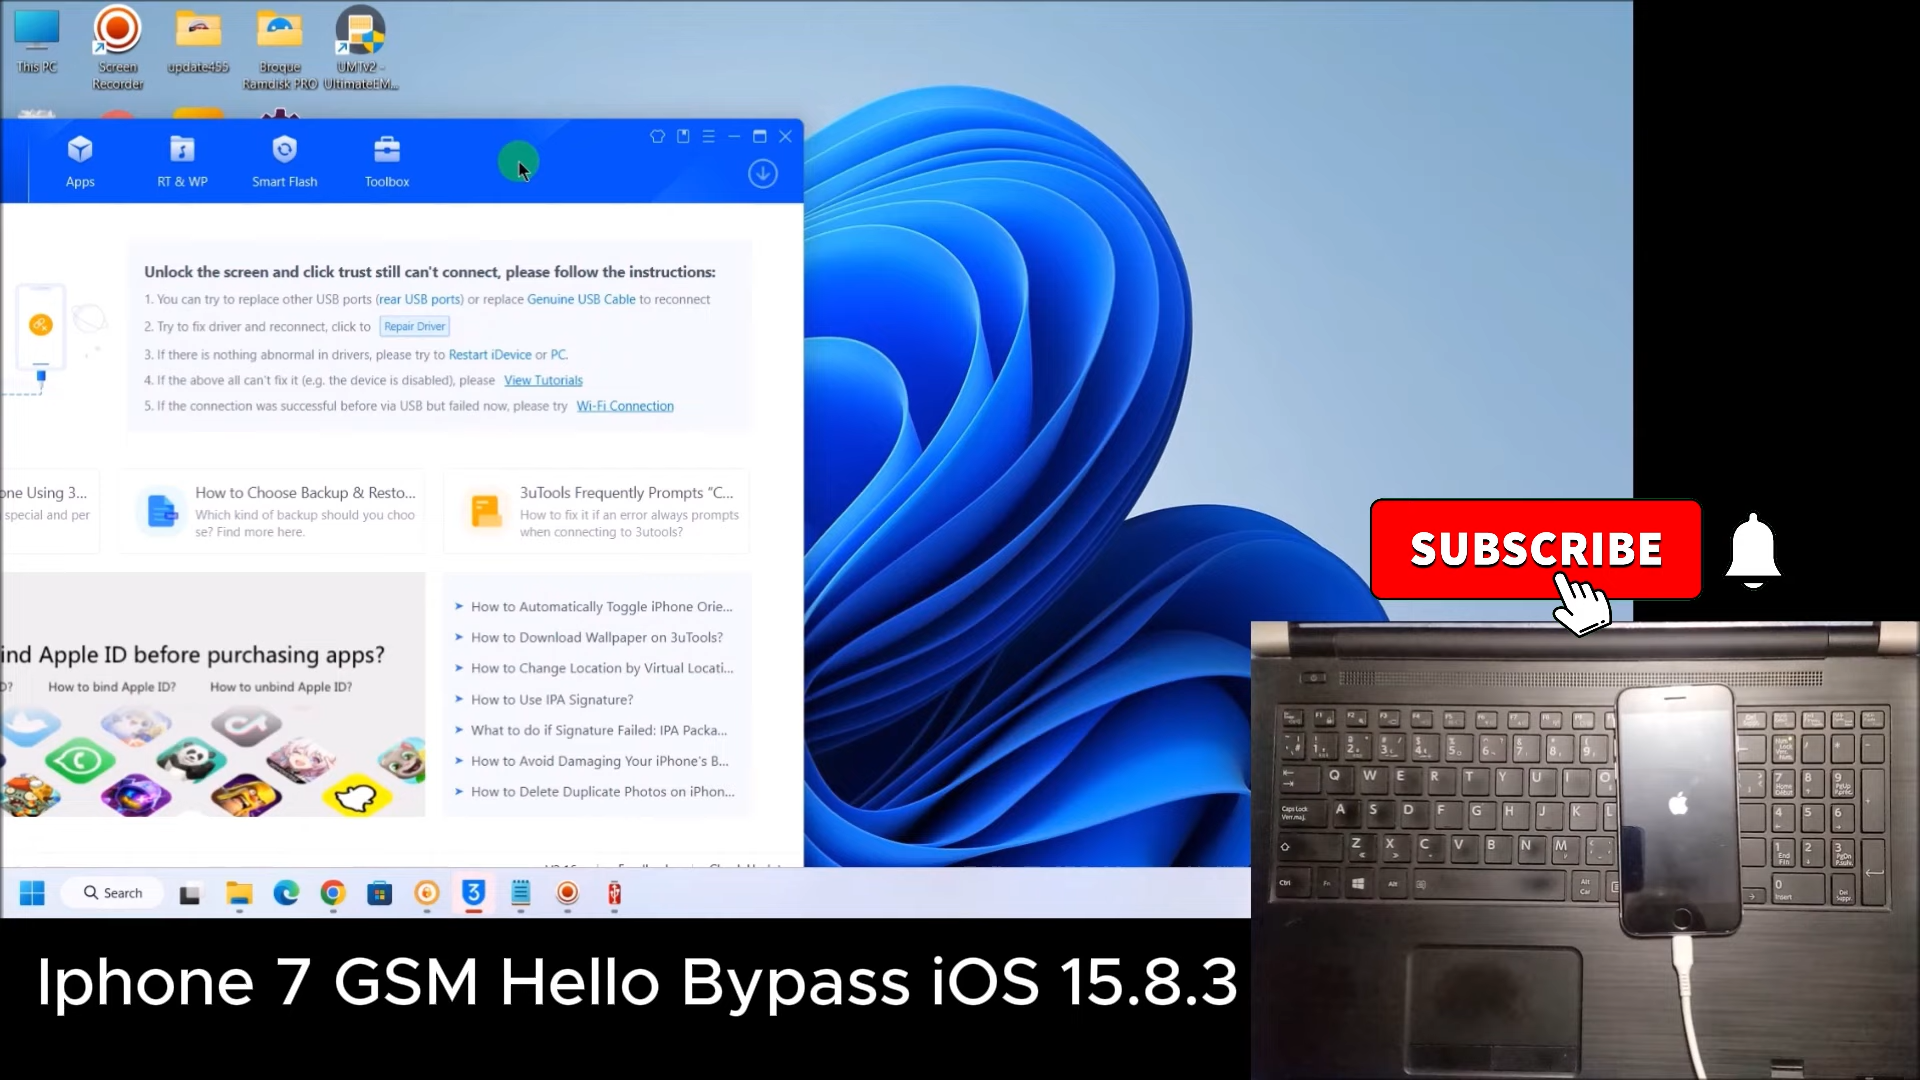 This PC
Screen
Recorder
update455
Broque
Ramdisk PRO
UMTv2 -
UltimateEM...
Apps
RT & WP
Smart Flash
Toolbox
Unlock the screen and click trust still can't connect, please follow the instructions:
1. You can try to replace other USB ports (rear USB ports) or replace Genuine USB Cable to reconnect
2. Try to fix driver and reconnect, click to Repair Driver
3. If there is nothing abnormal in drivers, please try to Restart iDevice or PC.
4. If the above all can't fix it (e.g. the device is disabled), please View Tutorials
5. If the connection was successful before via USB but failed now, please try Wi-Fi Connection
one Using 3...
special and per
How to Choose Backup & Resto...
Which kind of backup should you choo
se? Find more here.
3uTools Frequently Prompts “C...
How to fix it if an error always prompts
when connecting to 3utools?
ind Apple ID before purchasing apps?
D?
How to bind Apple ID?
How to unbind Apple ID?
How to Automatically Toggle iPhone Orie...
How to Download Wallpaper on 3uTools?
How to Change Location by Virtual Locati...
How to Use IPA Signature?
What to do if Signature Failed: IPA Packa...
How to Avoid Damaging Your iPhone's B...
How to Delete Duplicate Photos on iPhon...
Search
3
SUBSCRIBE
Q W E R T Y U I O
A S D F G H J K L
Z X C V B N M
Iphone 7 GSM Hello Bypass iOS 15.8.3